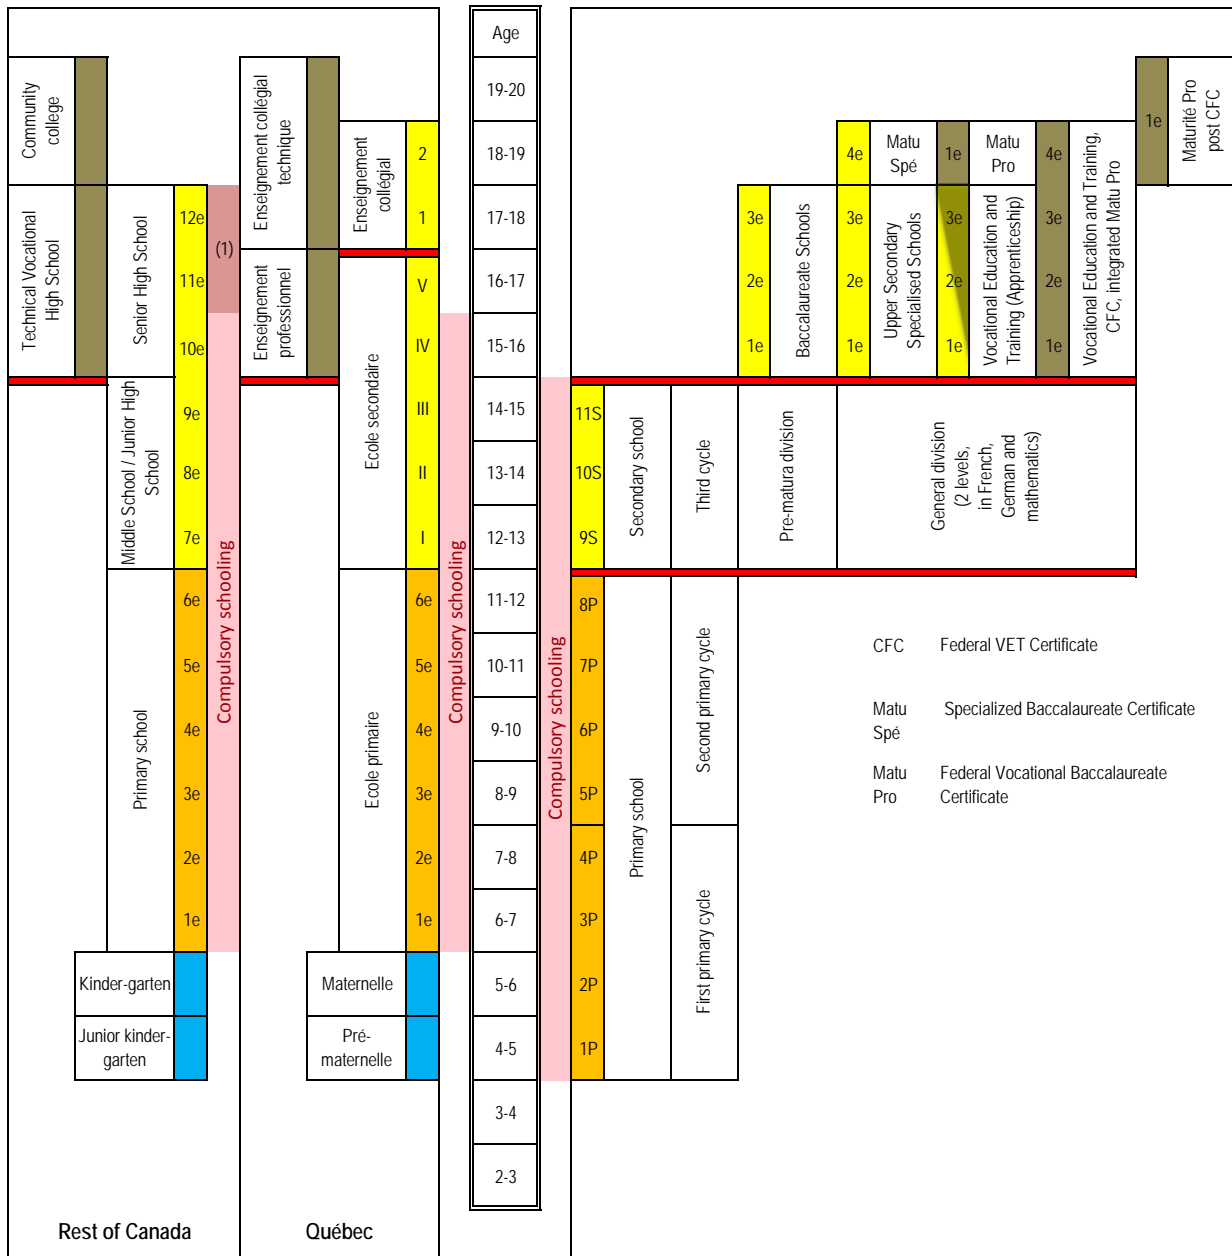 Community
college
Technical Vocational
High School
Senior High School
12e
11e
10e
(1)
Middle School / Junior High
School
9e
8e
7e
Primary school
6e
5e
4e
3e
2e
1e
Compulsory schooling
Kinder-garten
Junior kinder-
garten
Rest of Canada
Enseignement collégial
technique
Enseignement
professionnel
Enseignement
collégial
2
1
Ecole secondaire
V
IV
III
II
I
Ecole primaire
6e
5e
4e
3e
2e
1e
Compulsory schooling
Maternelle
Pré-
maternelle
Québec
Age
19-20
18-19
17-18
16-17
15-16
14-15
13-14
12-13
11-12
10-11
9-10
8-9
7-8
6-7
5-6
4-5
3-4
2-3
Compulsory schooling
11S
10S
9S
8P
7P
6P
5P
4P
3P
2P
1P
Secondary school
Primary school
Third cycle
Second primary cycle
First primary cycle
3e
2e
1e
Baccalaureate Schools
Pre-matura division
4e
3e
2e
1e
Matu
Spé
Upper Secondary
Specialised Schools
1e
3e
2e
1e
Matu
Pro
Vocational Education and
Training (Apprenticeship)
4e
3e
2e
1e
Vocational Education and Training,
CFC, integrated Matu Pro
1e
Maturité Pro
post CFC
General division
(2 levels,
in French,
German and
mathematics)
CFC Federal VET Certificate
Matu Specialized Baccalaureate Certificate
Spé
Matu Federal Vocational Baccalaureate
Pro Certificate